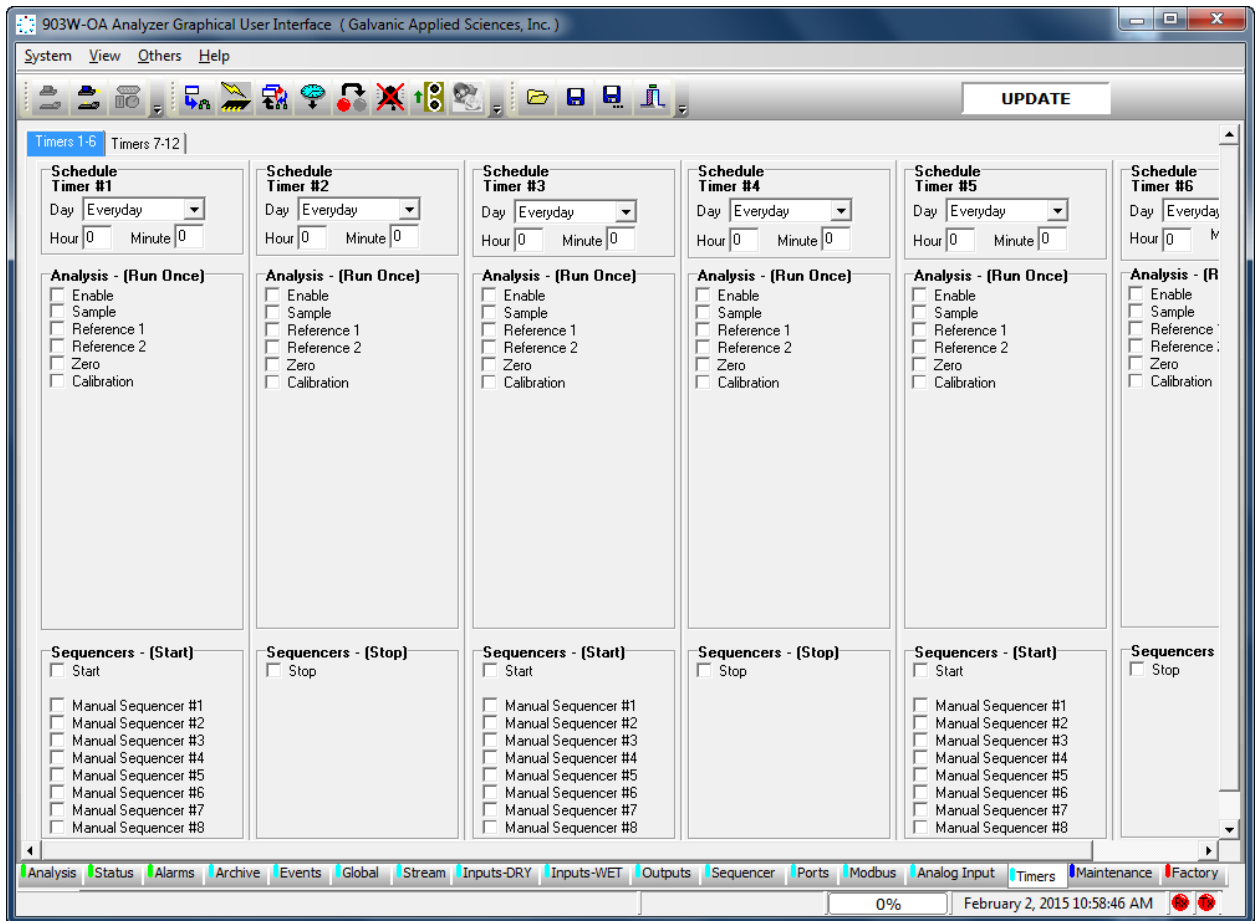 903W-OA Analyzer Graphical User Interface ( Galvanic Applied Sciences, Inc. )
System View Others Help
UPDATE
Timers 1-6 Timers 7-12
Schedule
Timer #1
Day Everyday
Hour 0 Minute 0
Analysis - (Run Once)
Enable
Sample
Reference 1
Reference 2
Zero
Calibration
Sequencers - (Start)
Start
Manual Sequencer #1
Manual Sequencer #2
Manual Sequencer #3
Manual Sequencer #4
Manual Sequencer #5
Manual Sequencer #6
Manual Sequencer #7
Manual Sequencer #8
Schedule
Timer #2
Day Everyday
Hour 0 Minute 0
Analysis - (Run Once)
Enable
Sample
Reference 1
Reference 2
Zero
Calibration
Sequencers - (Stop)
Stop
Schedule
Timer #3
Day Everyday
Hour 0 Minute 0
Analysis - (Run Once)
Enable
Sample
Reference 1
Reference 2
Zero
Calibration
Sequencers - (Start)
Start
Manual Sequencer #1
Manual Sequencer #2
Manual Sequencer #3
Manual Sequencer #4
Manual Sequencer #5
Manual Sequencer #6
Manual Sequencer #7
Manual Sequencer #8
Schedule
Timer #4
Day Everyday
Hour 0 Minute 0
Analysis - (Run Once)
Enable
Sample
Reference 1
Reference 2
Zero
Calibration
Sequencers - (Stop)
Stop
Schedule
Timer #5
Day Everyday
Hour 0 Minute 0
Analysis - (Run Once)
Enable
Sample
Reference 1
Reference 2
Zero
Calibration
Sequencers - (Start)
Start
Manual Sequencer #1
Manual Sequencer #2
Manual Sequencer #3
Manual Sequencer #4
Manual Sequencer #5
Manual Sequencer #6
Manual Sequencer #7
Manual Sequencer #8
Schedule
Timer #6
Day Everyday
Hour 0 M
Analysis - (R
Enable
Sample
Reference
Reference
Zero
Calibration
Sequencers
Stop
Analysis Status Alarms Archive Events Global Stream Inputs-DRY Inputs-WET Outputs Sequencer Ports Modbus Analog Input Timers Maintenance Factory
0% February 2, 2015 10:58:46 AM Rx Tx